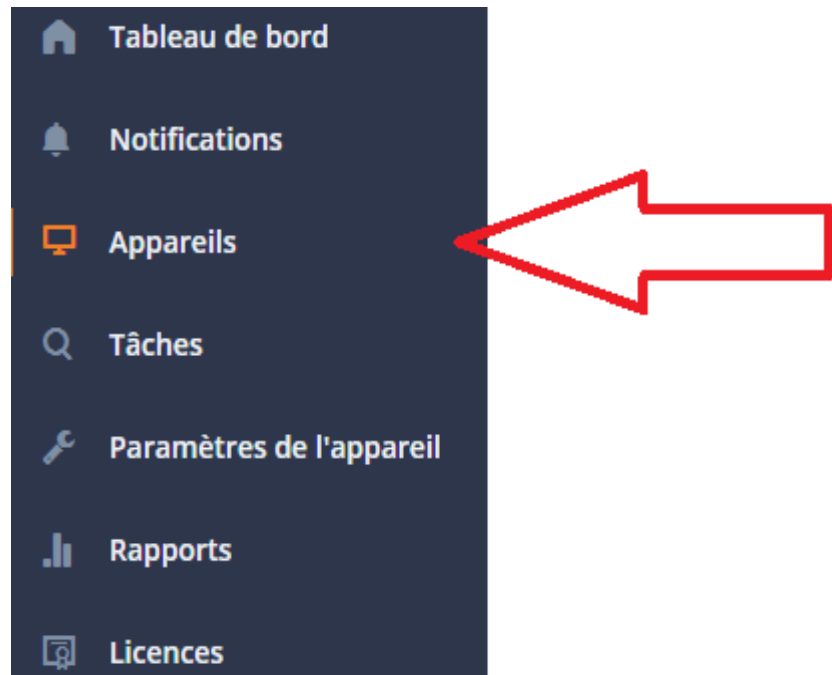 Tableau de bord
Notifications
Appareils
Tâches
Paramètres de l'appareil
Rapports
Licences